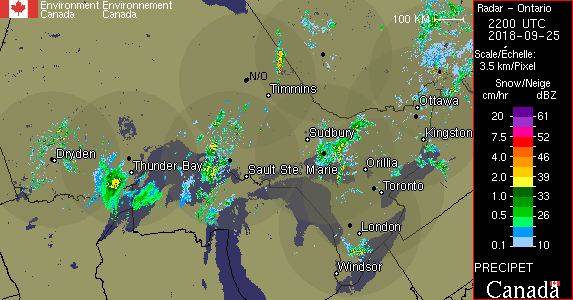 Environment Environnement
Canada Canada
100 KM
Radar – Ontario
2200 UTC
2018-09-25
Scale/Échelle:
3.5 km/Pixel
Snow/Neige
cm/hr dBZ
20 61
7.5 52
4.0 46
2.0 39
1.0 33
0.5 26
0.1 10
PRECIPET
Canada
N/O
Timmins
Ottawa
Sudbury
Kingston
Dryden
Thunder Bay
Sault Ste. Marie
Orillia
Toronto
London
Windsor